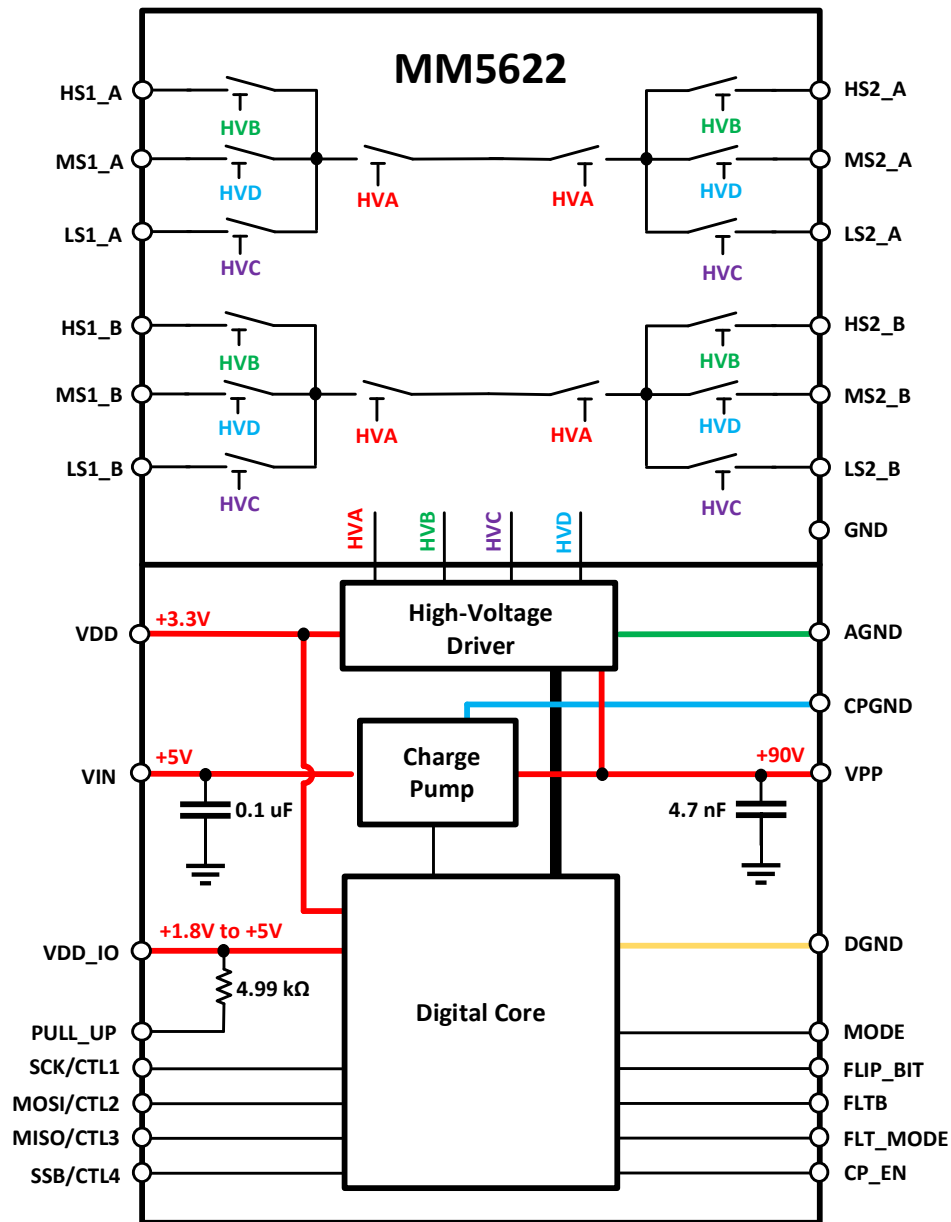 MM5622
HS1_A
HVB
HVB
HS2_A
MS1_A
HVD
HVA
HVA
HVD
MS2_A
LS1_A
HVC
HVC
LS2_A
HS1_B
HVB
HVB
HS2_B
MS1_B
HVD
HVA
HVA
HVD
MS2_B
LS1_B
HVC
HVC
LS2_B
HVA
HVB
HVC
HVD
GND
VDD
+3.3V
High-Voltage
Driver
AGND
CPGND
VIN
+5V
Charge
Pump
+90V
VPP
0.1 uF
4.7 nF
VDD_IO
+1.8V to +5V
DGND
4.99 kΩ
Digital Core
PULL_UP
MODE
SCK/CTL1
FLIP_BIT
MOSI/CTL2
FLTB
MISO/CTL3
FLT_MODE
SSB/CTL4
CP_EN